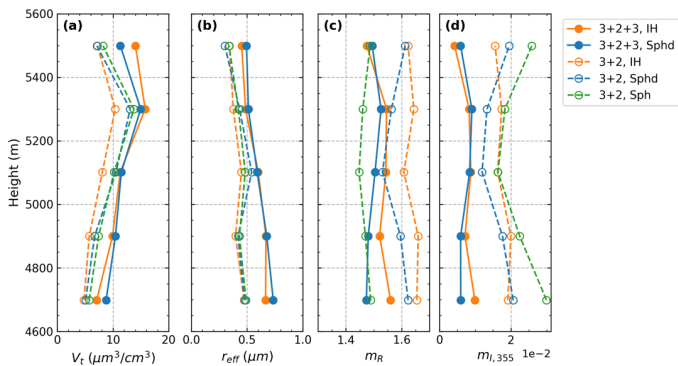 (a)
(b)
(c)
(d)
3+2+3, IH
3+2+3, Sphd
3+2, IH
3+2, Sphd
3+2, Sph
Height (m)
5600
5400
5200
5000
4800
4600
0 10 20
0.0 0.5 1.0
1.4 1.6
0 2
1e−2
V_t (μm³/cm³)
r_eff (μm)
m_R
m_I,355